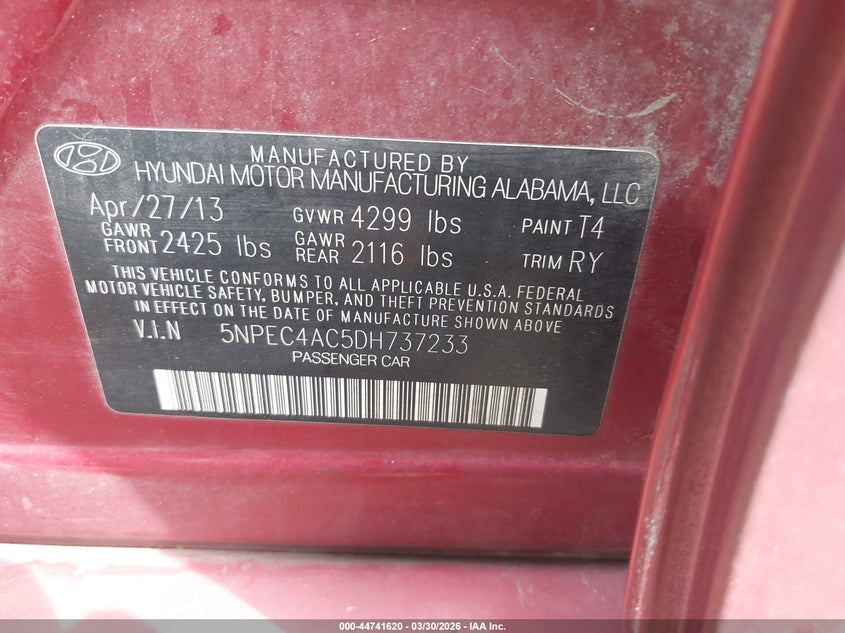 MANUFACTURED BY
HYUNDAI MOTOR MANUFACTURING ALABAMA, LLC
Apr/27/13 GVWR 4299 lbs PAINT T4
GAWR FRONT 2425 lbs GAWR REAR 2116 lbs TRIM RY
THIS VEHICLE CONFORMS TO ALL APPLICABLE U.S.A. FEDERAL
MOTOR VEHICLE SAFETY, BUMPER, AND THEFT PREVENTION STANDARDS
IN EFFECT ON THE DATE OF MANUFACTURE SHOWN ABOVE
V.I.N 5NPEC4AC5DH737233
PASSENGER CAR
000-44741620 - 03/30/2026 - IAA Inc.